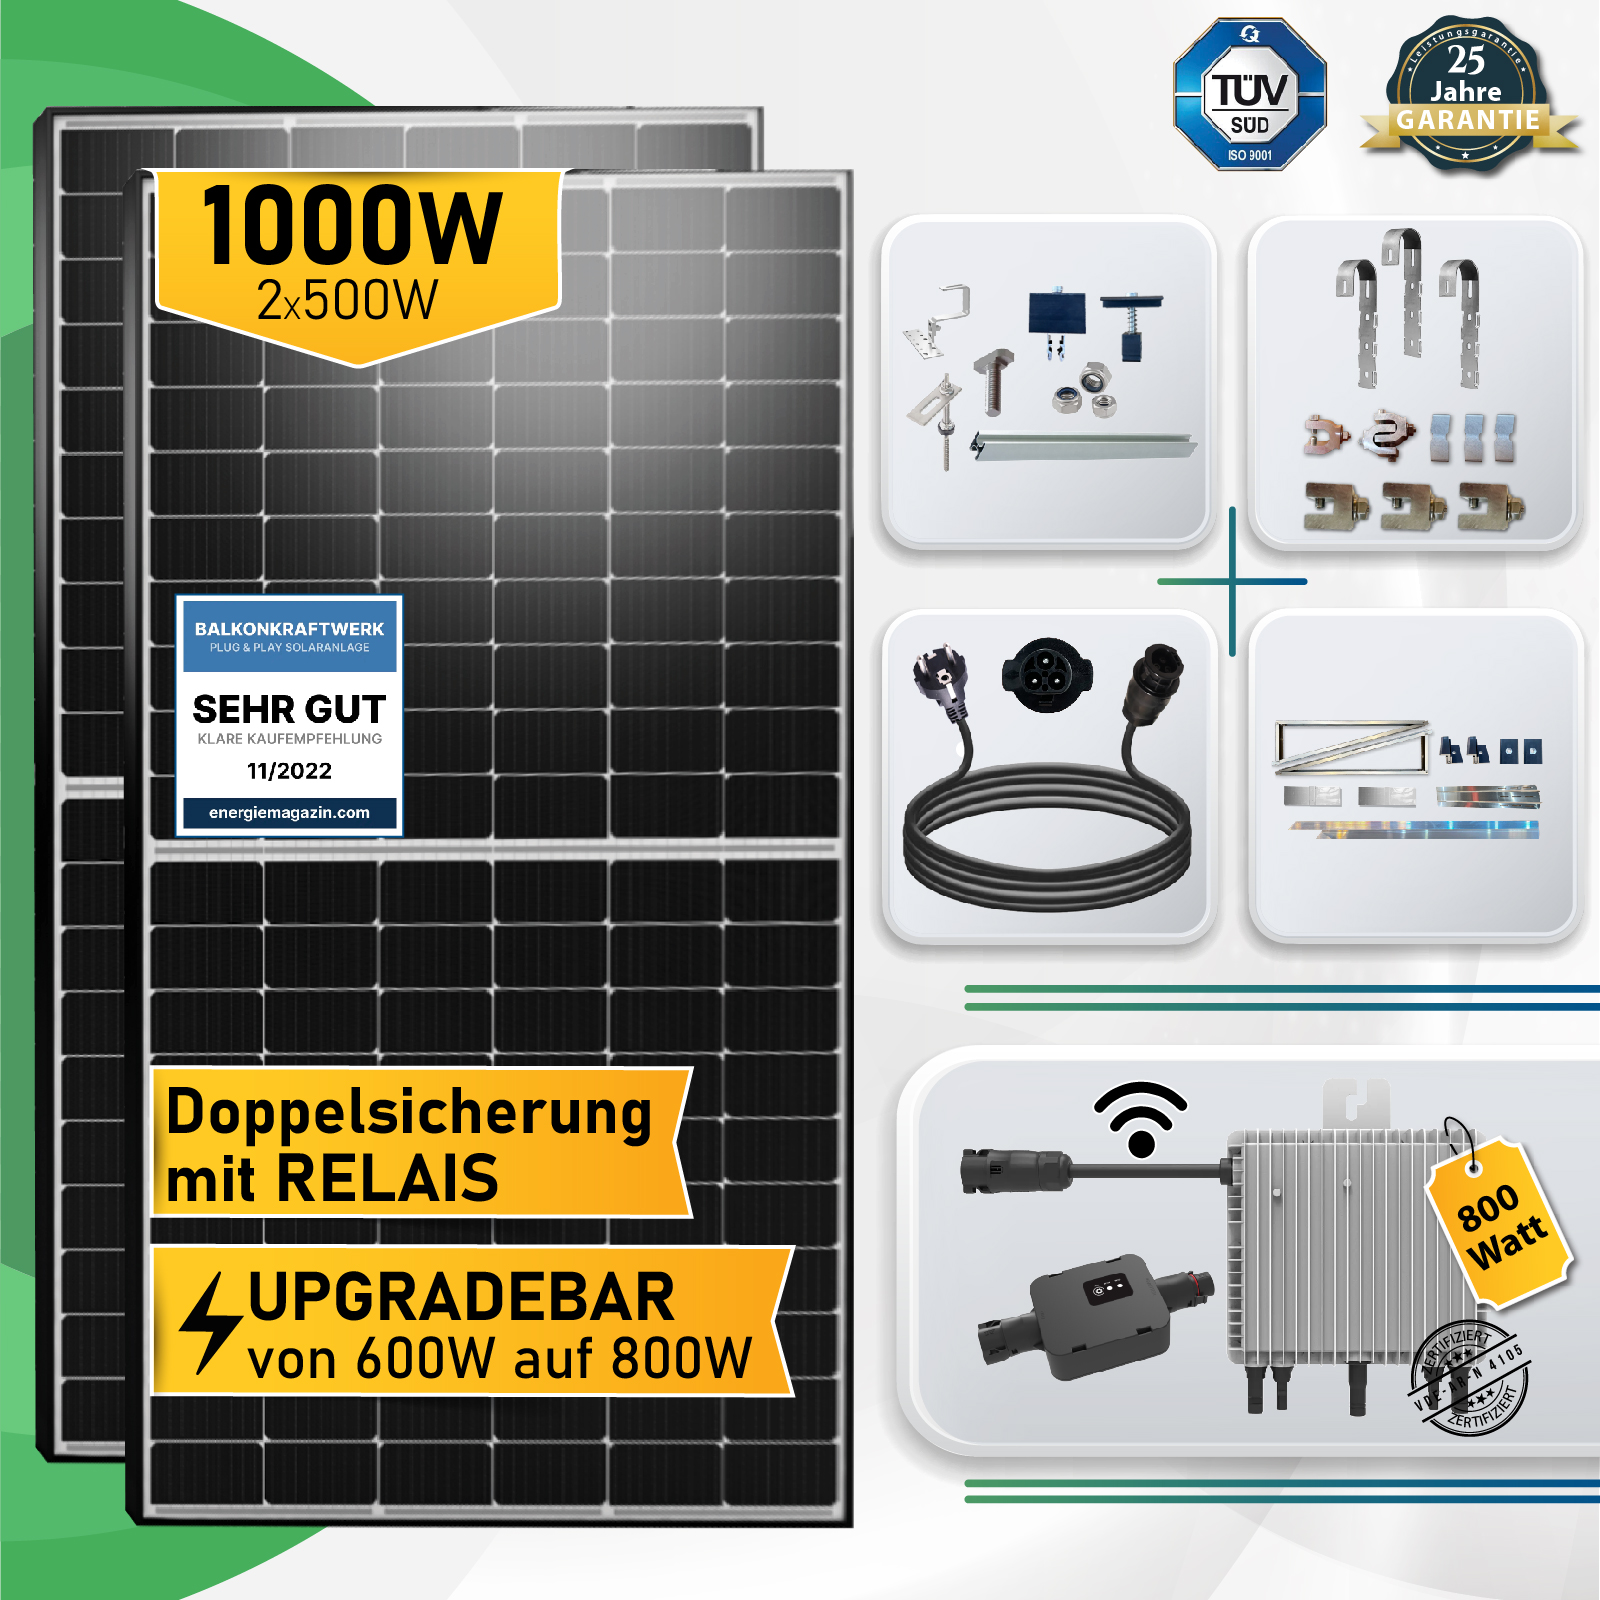 TÜV
SÜD
ISO 9001
Leistungsgarantie
25
Jahre
GARANTIE
1000W
2x500W
BALKONKRAFTWERK
PLUG & PLAY SOLARANLAGE
SEHR GUT
KLARE KAUFEMPFEHLUNG
11/2022
energiemagazin.com
Doppelsicherung
mit RELAIS
UPGRADEBAR
von 600W auf 800W
800
Watt
ZERTIFIZIERT
VDE-AR-N 4105
ZERTIFIZIERT